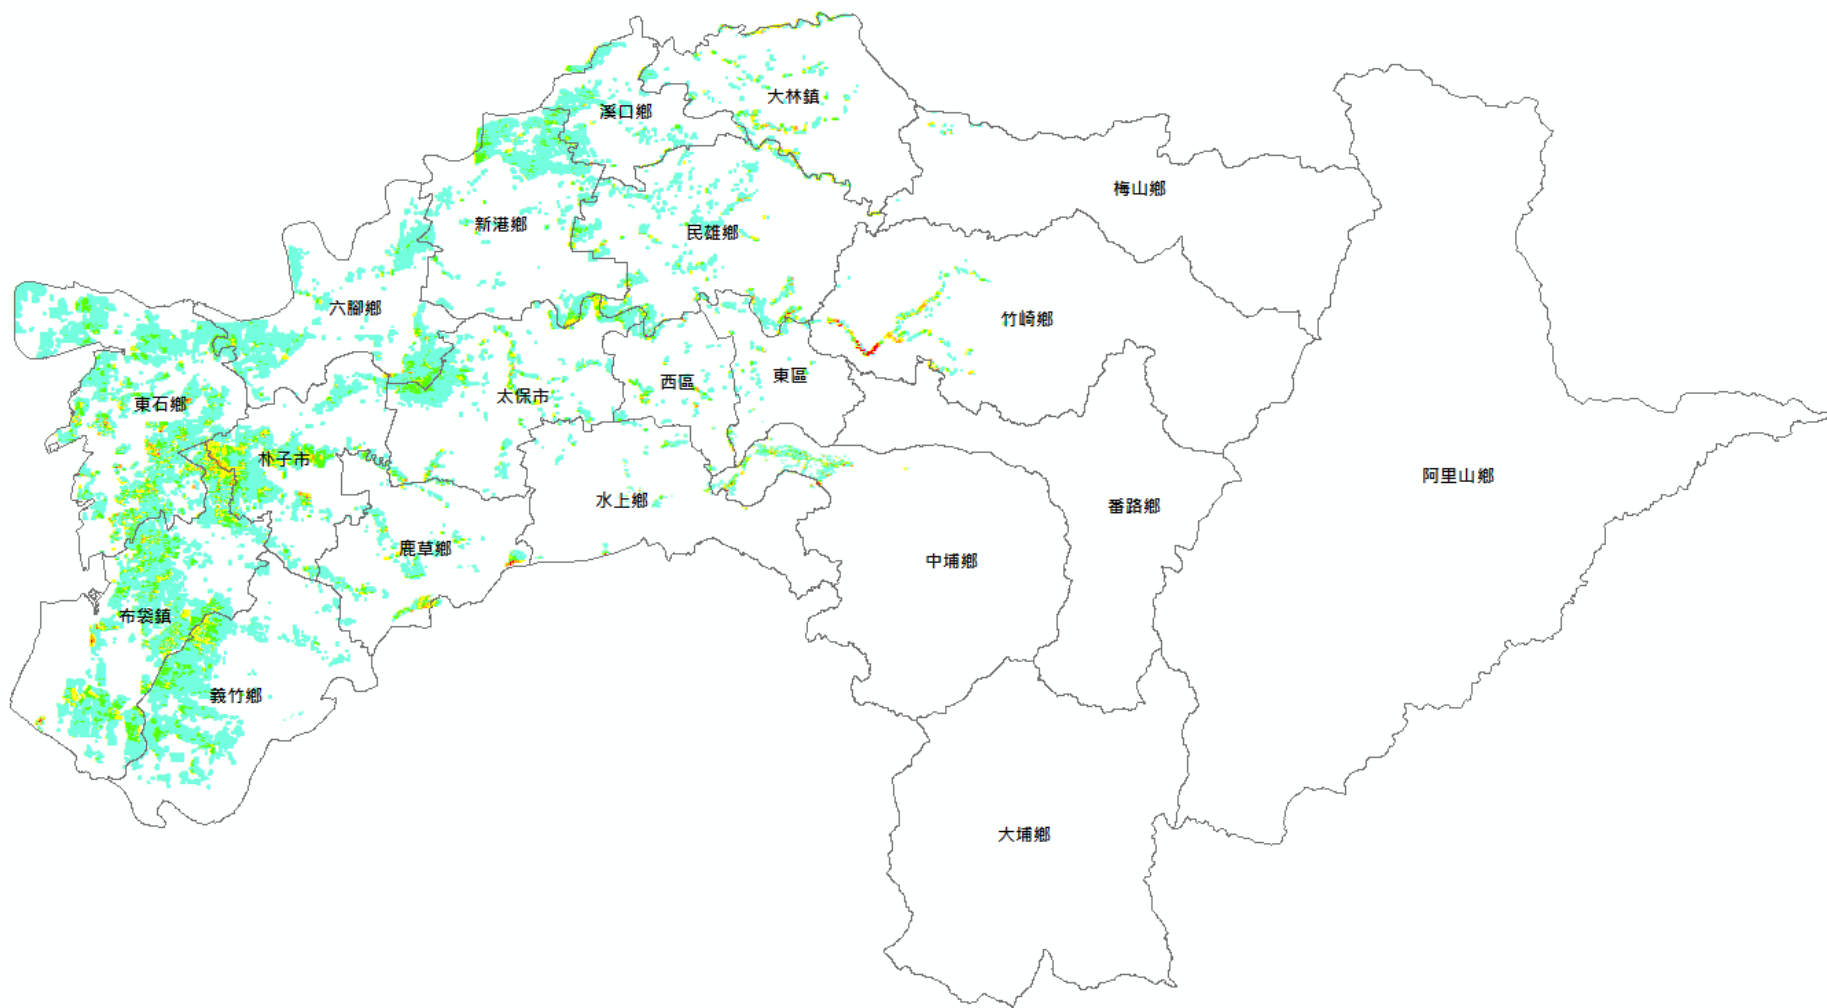 大林鎮
溪口鄉
梅山鄉
新港鄉
民雄鄉
六腳鄉
竹崎鄉
東石鄉
太保市
西區
東區
朴子市
水上鄉
阿里山鄉
番路鄉
鹿草鄉
中埔鄉
布袋鎮
義竹鄉
大埔鄉